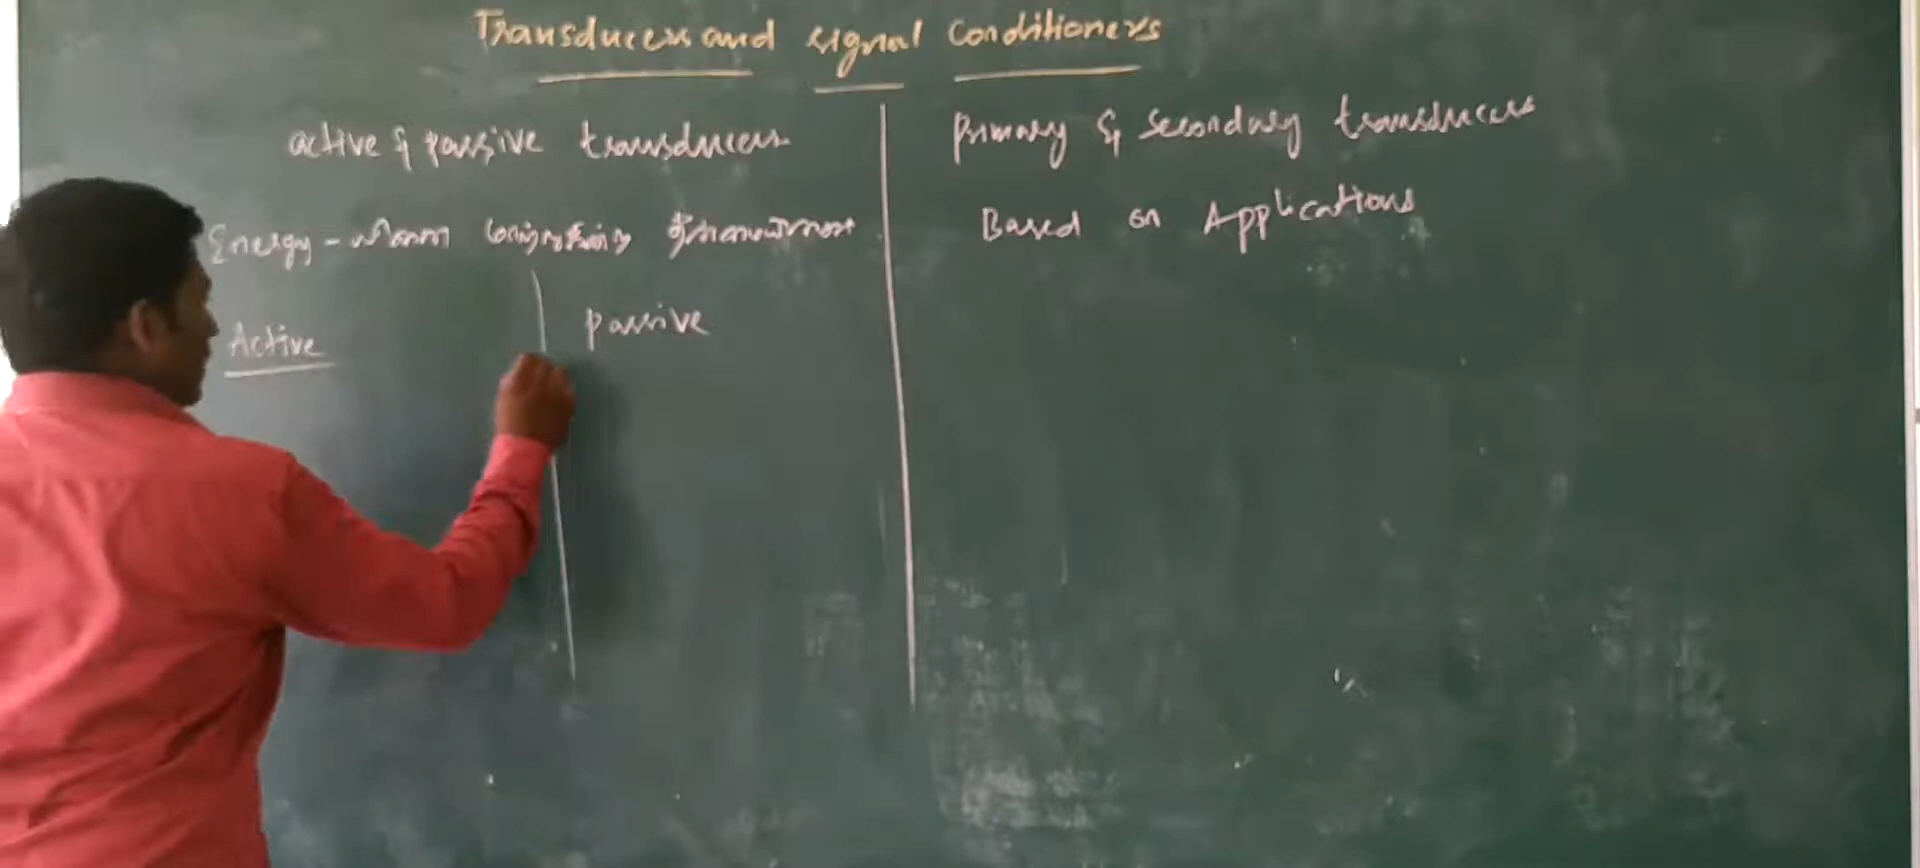 Transducers and signal Conditioners
active & passive transducers
Energy -
Active
passive
Primary & secondary transducers
Based on Applications